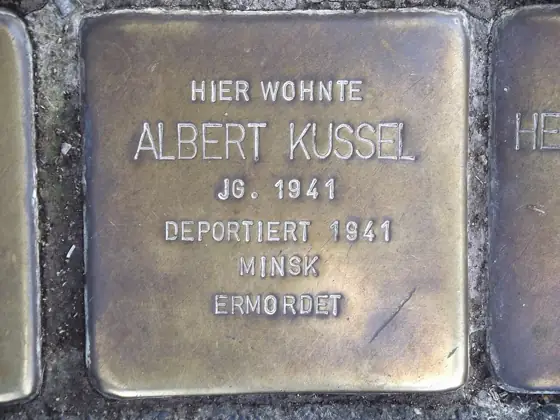 HIER WOHNTE
ALBERT KUSSEL
JG. 1941
DEPORTIERT 1941
MINSK
ERMORDET